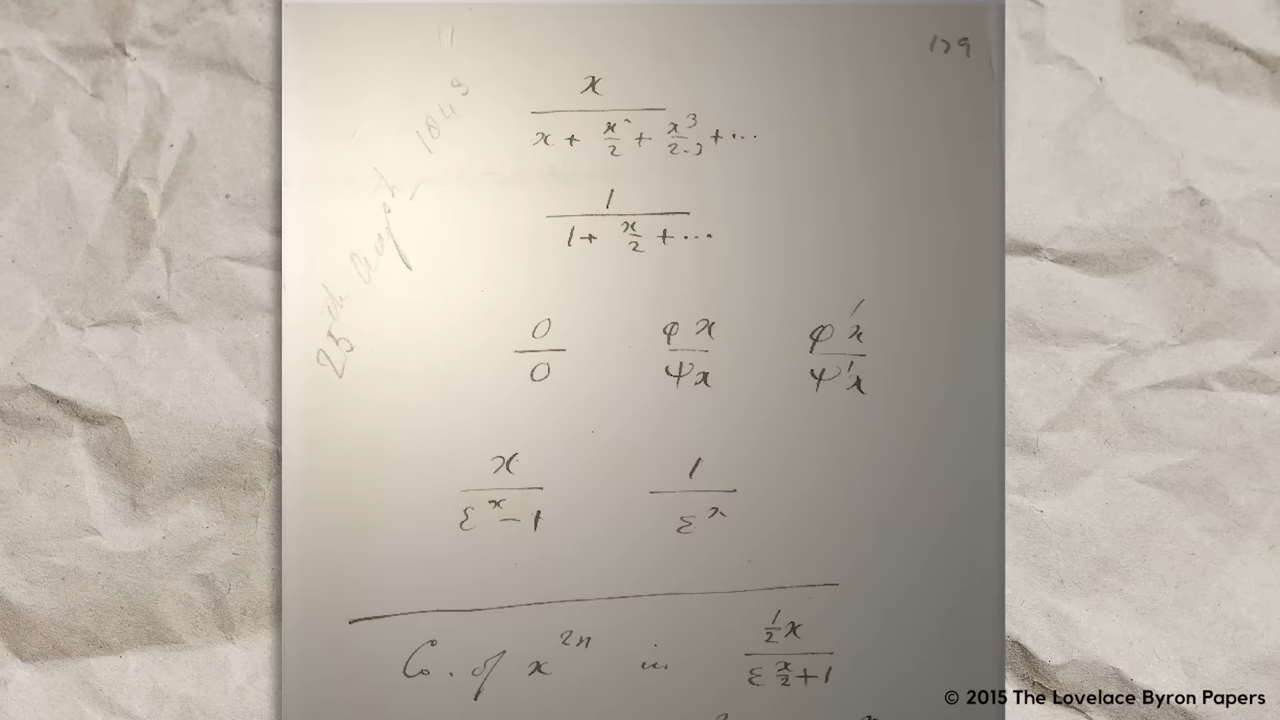 129
25th Augst 1843
x
x + x²/2 + x³/2.3 + ...
1
1 + x/2 + ...
0 φx φ'x
0 ψx ψ'x
x 1
ε^x - 1 ε^x
Co. of x^2n in ½x
ε^x/2 + 1
© 2015 The Lovelace Byron Papers